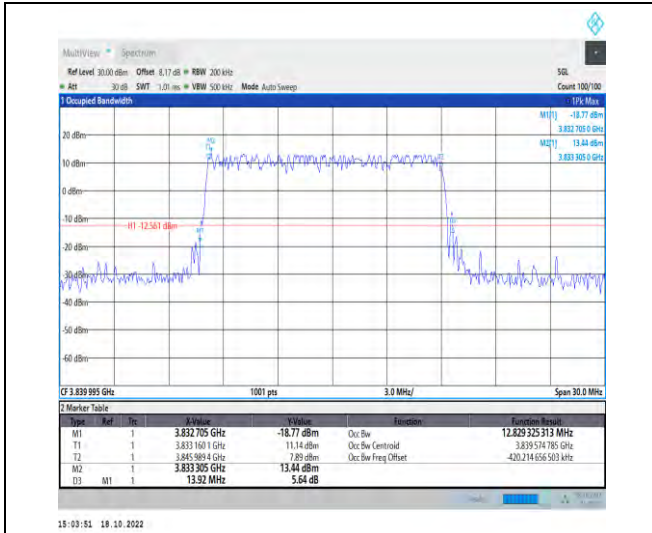 MultiView Spectrum
Ref Level 30.00 dBm Offset 8.17 dB RBW 200 kHz SGL
Att 30 dB SWT 1.01 ms VBW 500 kHz Mode Auto Sweep Count 100/100
1 Occupied Bandwidth 1Pk Max
M1[1] -18.77 dBm
3.832 705 0 GHz
M2[1] 13.44 dBm
3.833 305 0 GHz
20 dBm
10 dBm
0 dBm
-10 dBm
H1 -12.561 dBm
-30 dBm
-40 dBm
-50 dBm
-60 dBm
CF 3.839 995 GHz 1001 pts 3.0 MHz/ Span 30.0 MHz
2 Marker Table
Type Ref Trc X-Value Y-Value Function Function Result
M1 1 3.832 705 GHz -18.77 dBm Occ Bw 12.829 325 313 MHz
T1 1 3.833 160 1 GHz 11.14 dBm Occ Bw Centroid 3.839 574 785 GHz
T2 1 3.845 989 4 GHz 7.89 dBm Occ Bw Freq Offset -420.214 656 503 kHz
M2 1 3.833 305 GHz 13.44 dBm
D3 M1 1 13.92 MHz 5.64 dB
15:03:51 18.10.2022